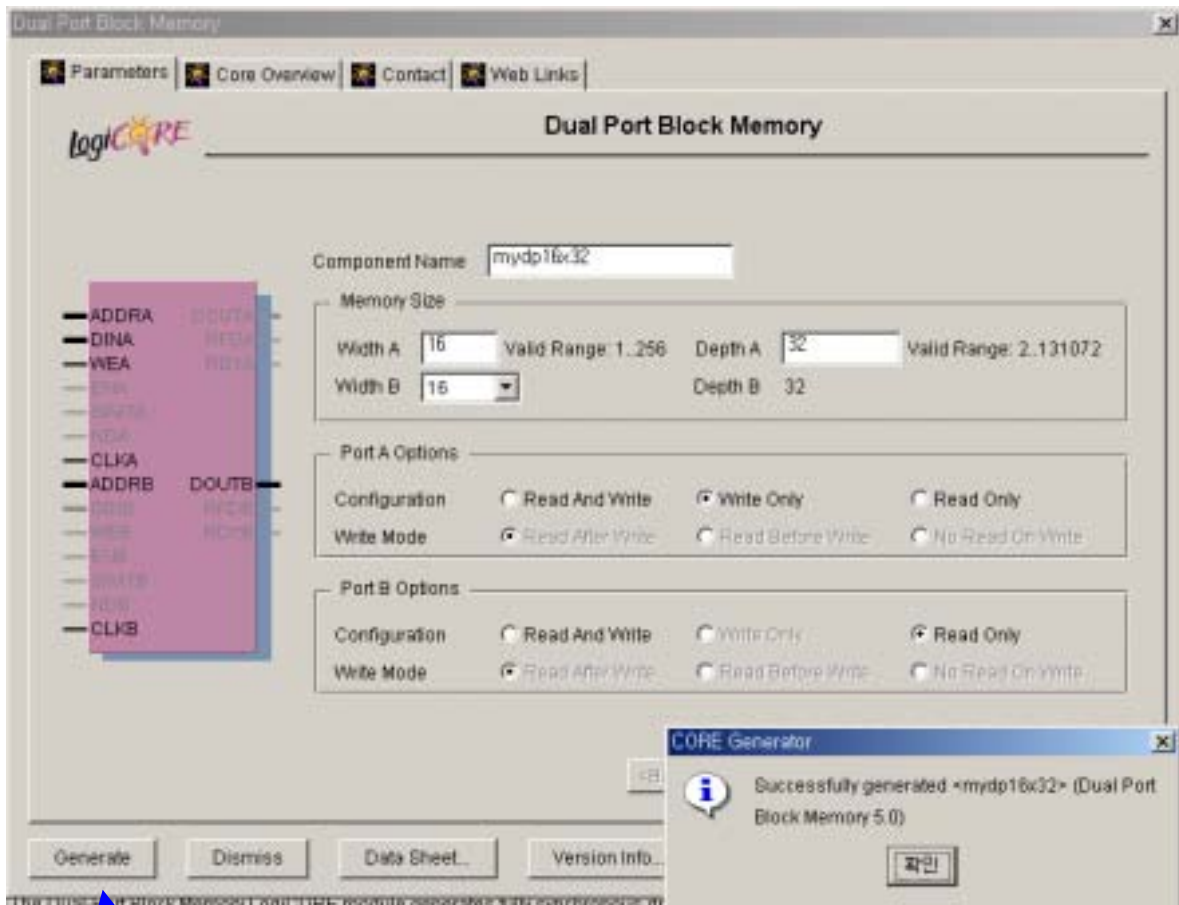 Dual Port Block Memory
Parameters Core Overview Contact Web Links
LogiCORE
Dual Port Block Memory
Component Name mydp16x32
Memory Size
Width A 16 Valid Range: 1..256 Depth A 32 Valid Range: 2..131072
Width B 16 Depth B 32
Port A Options
Configuration Read And Write Write Only Read Only
Write Mode Read After Write Read Before Write No Read On Write
Port B Options
Configuration Read And Write Write Only Read Only
Write Mode Read After Write Read Before Write No Read On Write
ADDRA
DINA
WEA
CLKA
ADDRB DOUTB
CLKB
CORE Generator
Successfully generated <mydp16x32> (Dual Port
Block Memory 5.0)
확인
Generate Dismiss Data Sheet... Version Info...